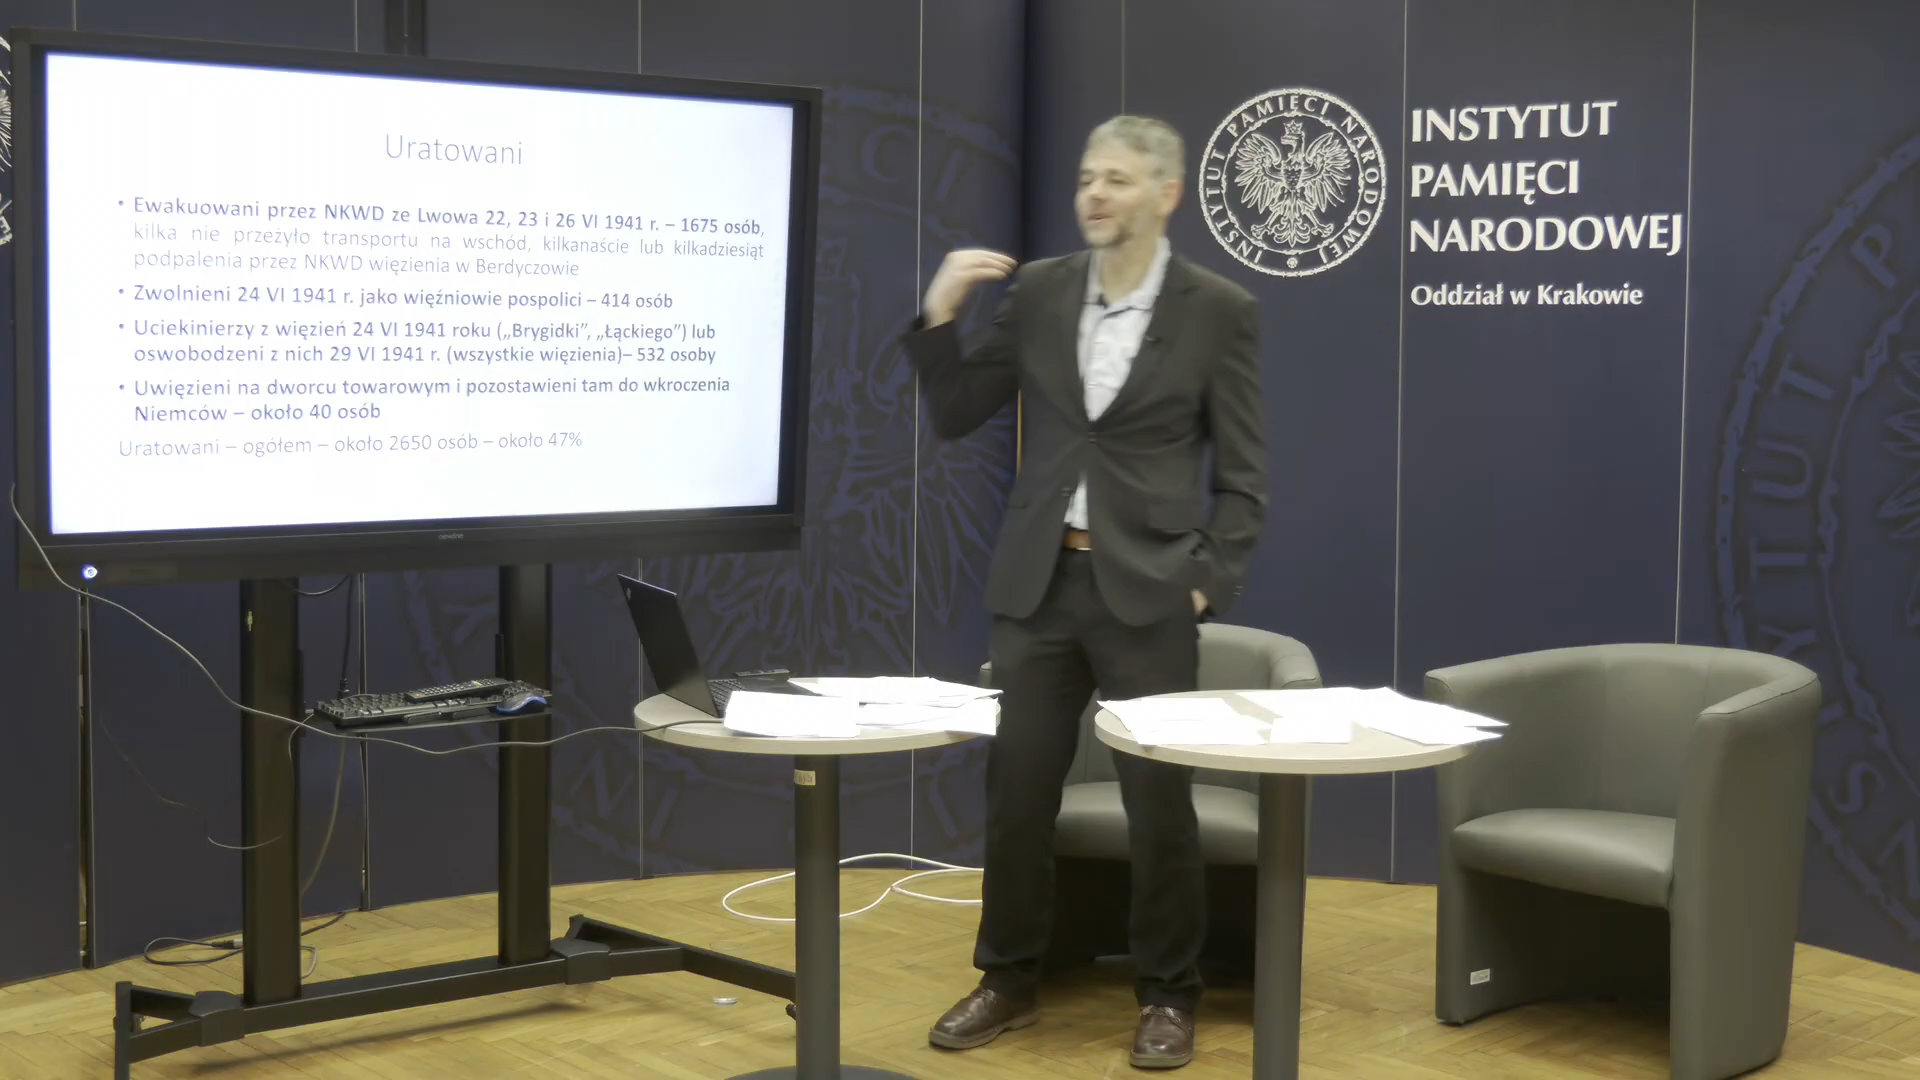 Uratowani
• Ewakuowani przez NKWD ze Lwowa 22, 23 i 26 VI 1941 r. – 1675 osób,
kilka nie przeżyło transportu na wschód, kilkanaście lub kilkadziesiąt
podpalenia przez NKWD więzienia w Berdyczowie
• Zwolnieni 24 VI 1941 r. jako więźniowie pospolici – 414 osób
• Uciekinierzy z więzień 24 VI 1941 roku („Brygidki”, „Łąckiego”) lub
oswobodzeni z nich 29 VI 1941 r. (wszystkie więzienia)– 532 osoby
• Uwięzieni na dworcu towarowym i pozostawieni tam do wkroczenia
Niemców – około 40 osób
Uratowani – ogółem – około 2650 osób – około 47%
newline
INSTYTUT PAMIĘCI NARODOWEJ
INSTYTUT
PAMIĘCI
NARODOWEJ
Oddział w Krakowie